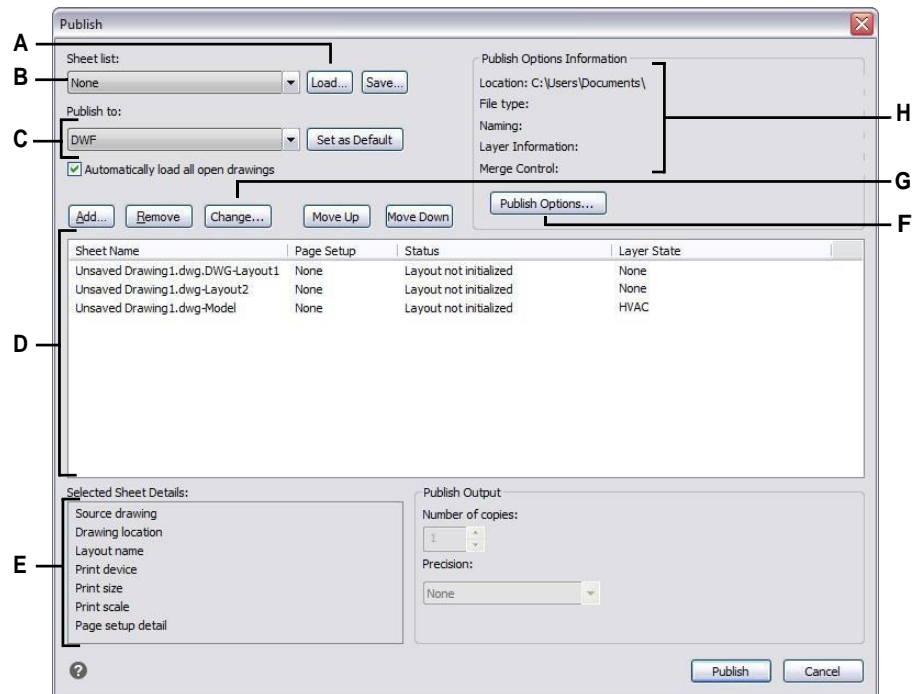 Publish
A
Sheet list:
B
None
Load...
Save...
Publish to:
C
DWF
Set as Default
Automatically load all open drawings
Publish Options Information
Location: C:\Users\Documents\
File type:
Naming:
Layer Information:
Merge Control:
H
G
Publish Options...
F
Add...
Remove
Change...
Move Up
Move Down
Sheet Name Page Setup Status Layer State
Unsaved Drawing1.dwg.DWG-Layout1 None Layout not initialized None
Unsaved Drawing1.dwg-Layout2 None Layout not initialized None
Unsaved Drawing1.dwg-Model None Layout not initialized HVAC
D
Selected Sheet Details:
Source drawing
Drawing location
Layout name
Print device
Print size
Print scale
Page setup detail
E
Publish Output
Number of copies:
1
Precision:
None
?
Publish
Cancel